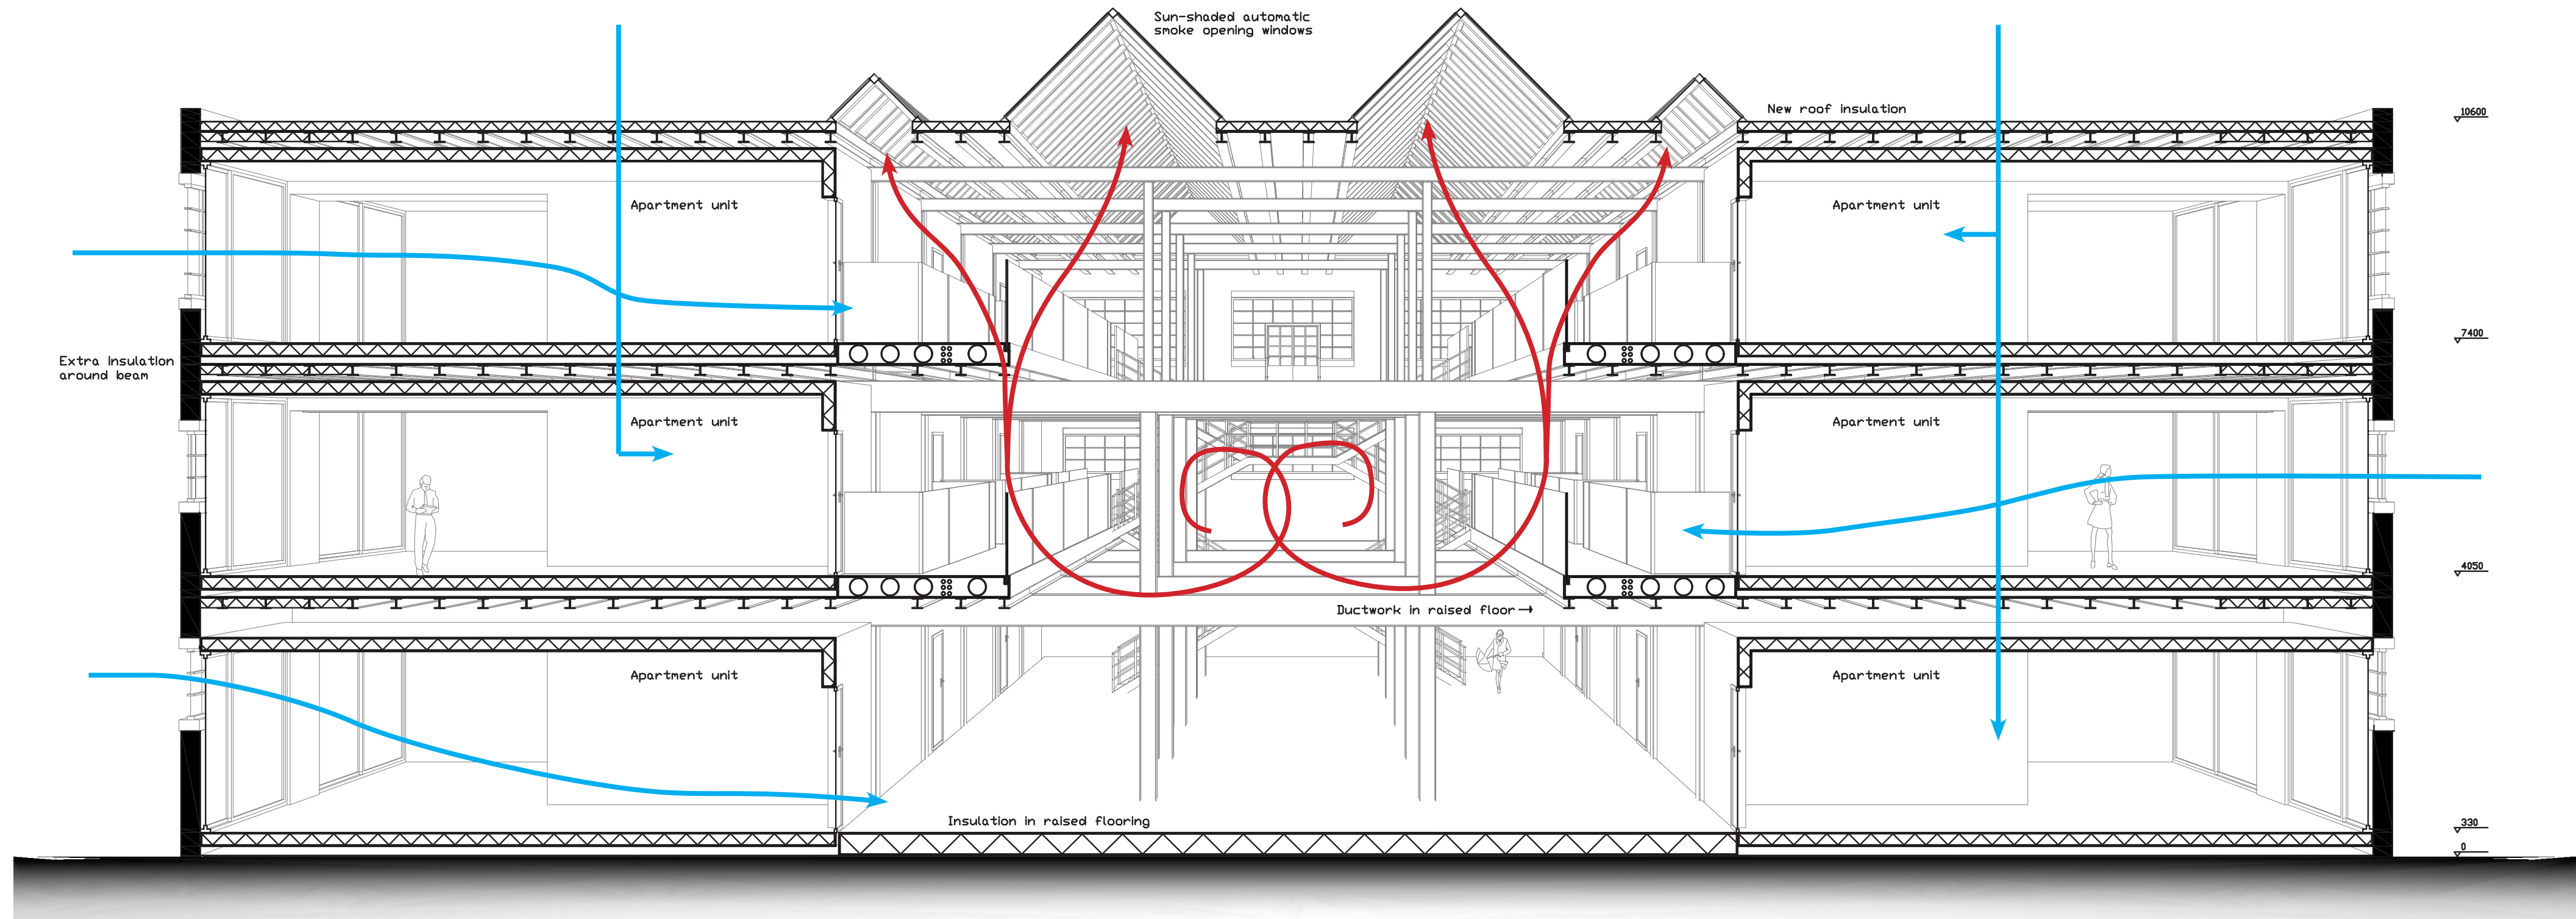 Sun-shaded automatic
smoke opening windows
New roof insulation
10600
Apartment unit
Apartment unit
7400
Extra insulation
around beam
Apartment unit
Apartment unit
4050
Ductwork in raised floor→
Apartment unit
Apartment unit
Insulation in raised flooring
330
0